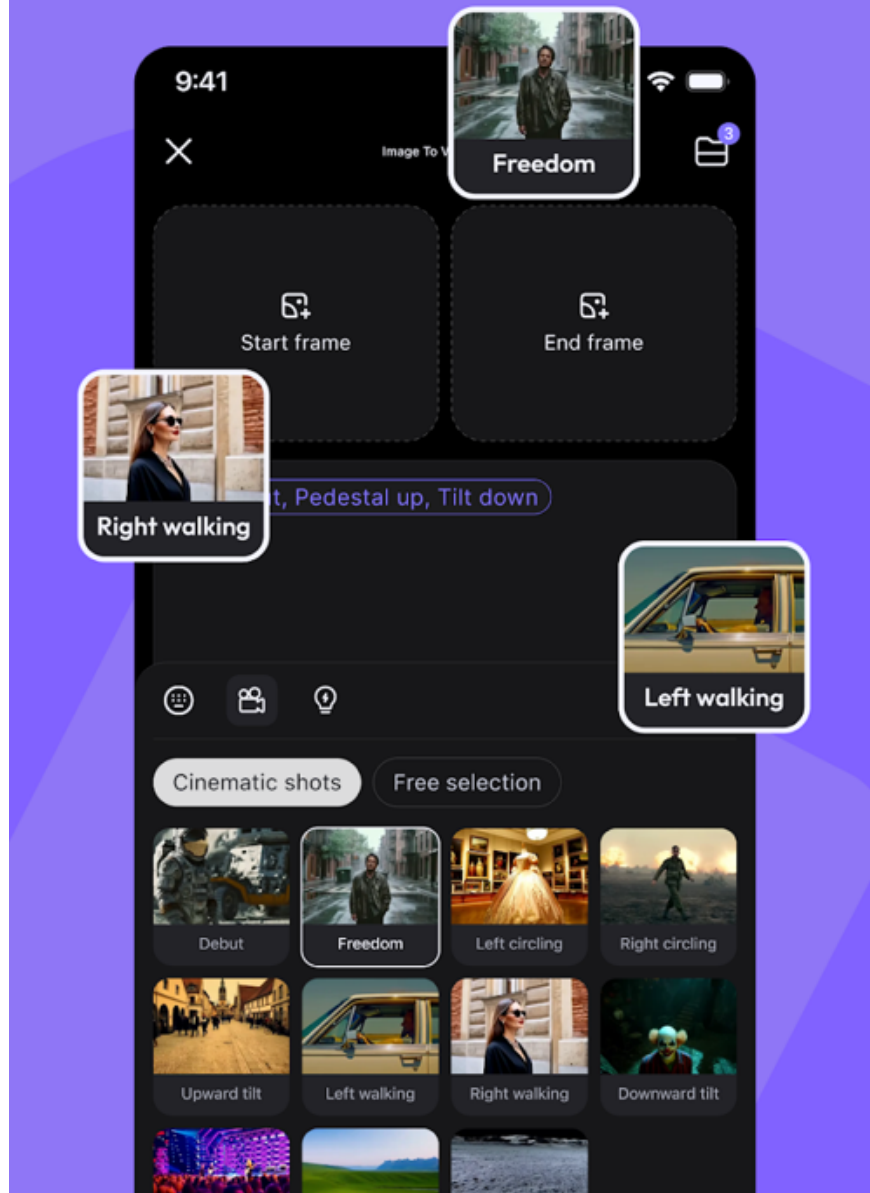 9:41
3
Image To V
Freedom
Start frame
End frame
Right walking
t, Pedestal up, Tilt down
Left walking
Cinematic shots
Free selection
Debut
Freedom
Left circling
Right circling
Upward tilt
Left walking
Right walking
Downward tilt